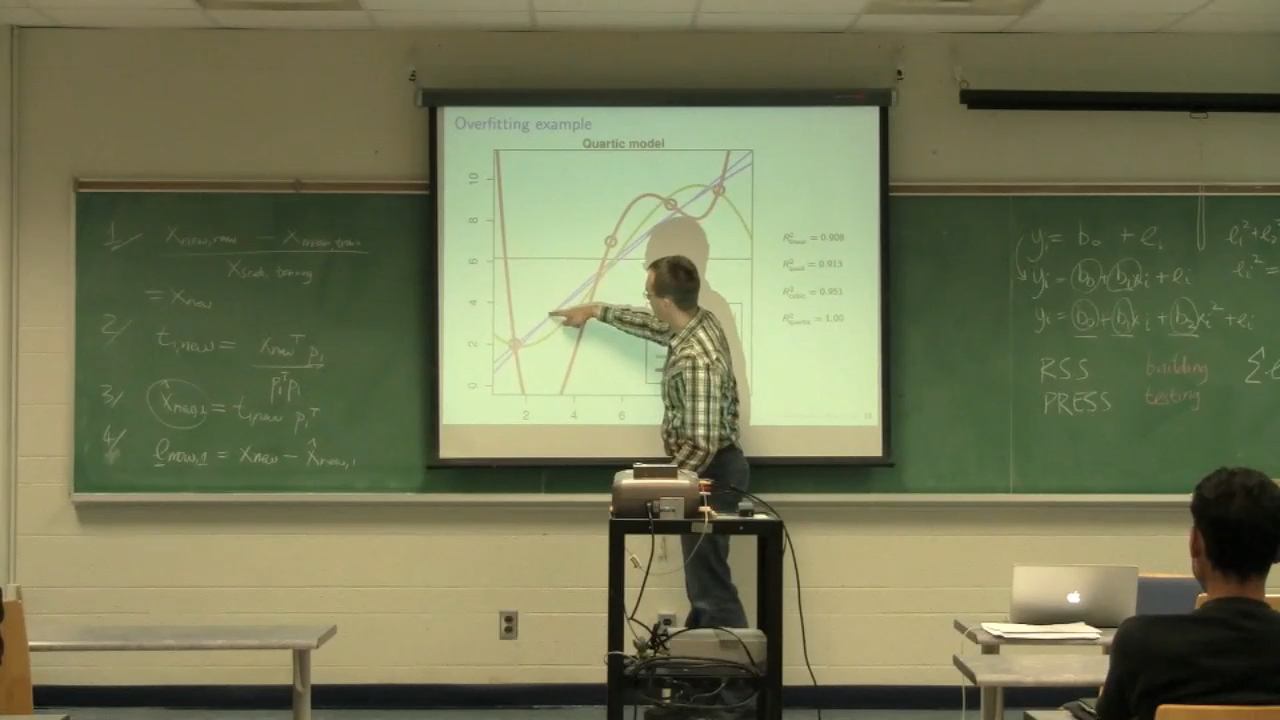 Overfitting example
Quartic model
10
8
6
4
2
0
2
4
6
R² = 0.908
R² = 0.913
R²cubic = 0.951
R²quartic = 1.00
1/ Xnew,raw − Xmean,train
Xscale, training
= xnew
2/ t1,new = xnewᵀ p1
p1ᵀp1
3/ x̂new,1 = t1,new p1ᵀ
4/ enew,1 = xnew − x̂new,1
yi = b0 + ei
yi = b0 + b1xi + ei
yi = b0 + b1xi + b2xi² + ei
RSS building
PRESS testing